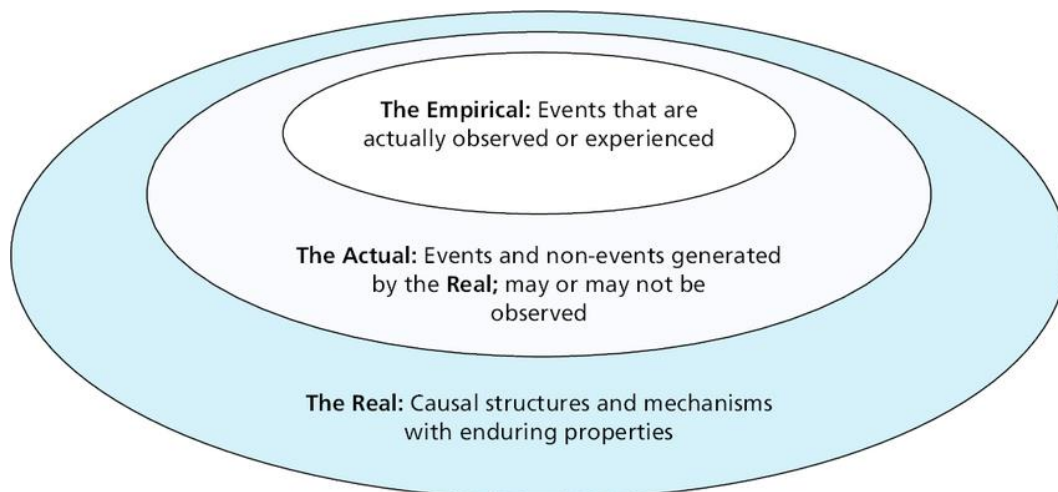 The Empirical: Events that are
actually observed or experienced
The Actual: Events and non-events generated
by the Real; may or may not be
observed
The Real: Causal structures and mechanisms
with enduring properties